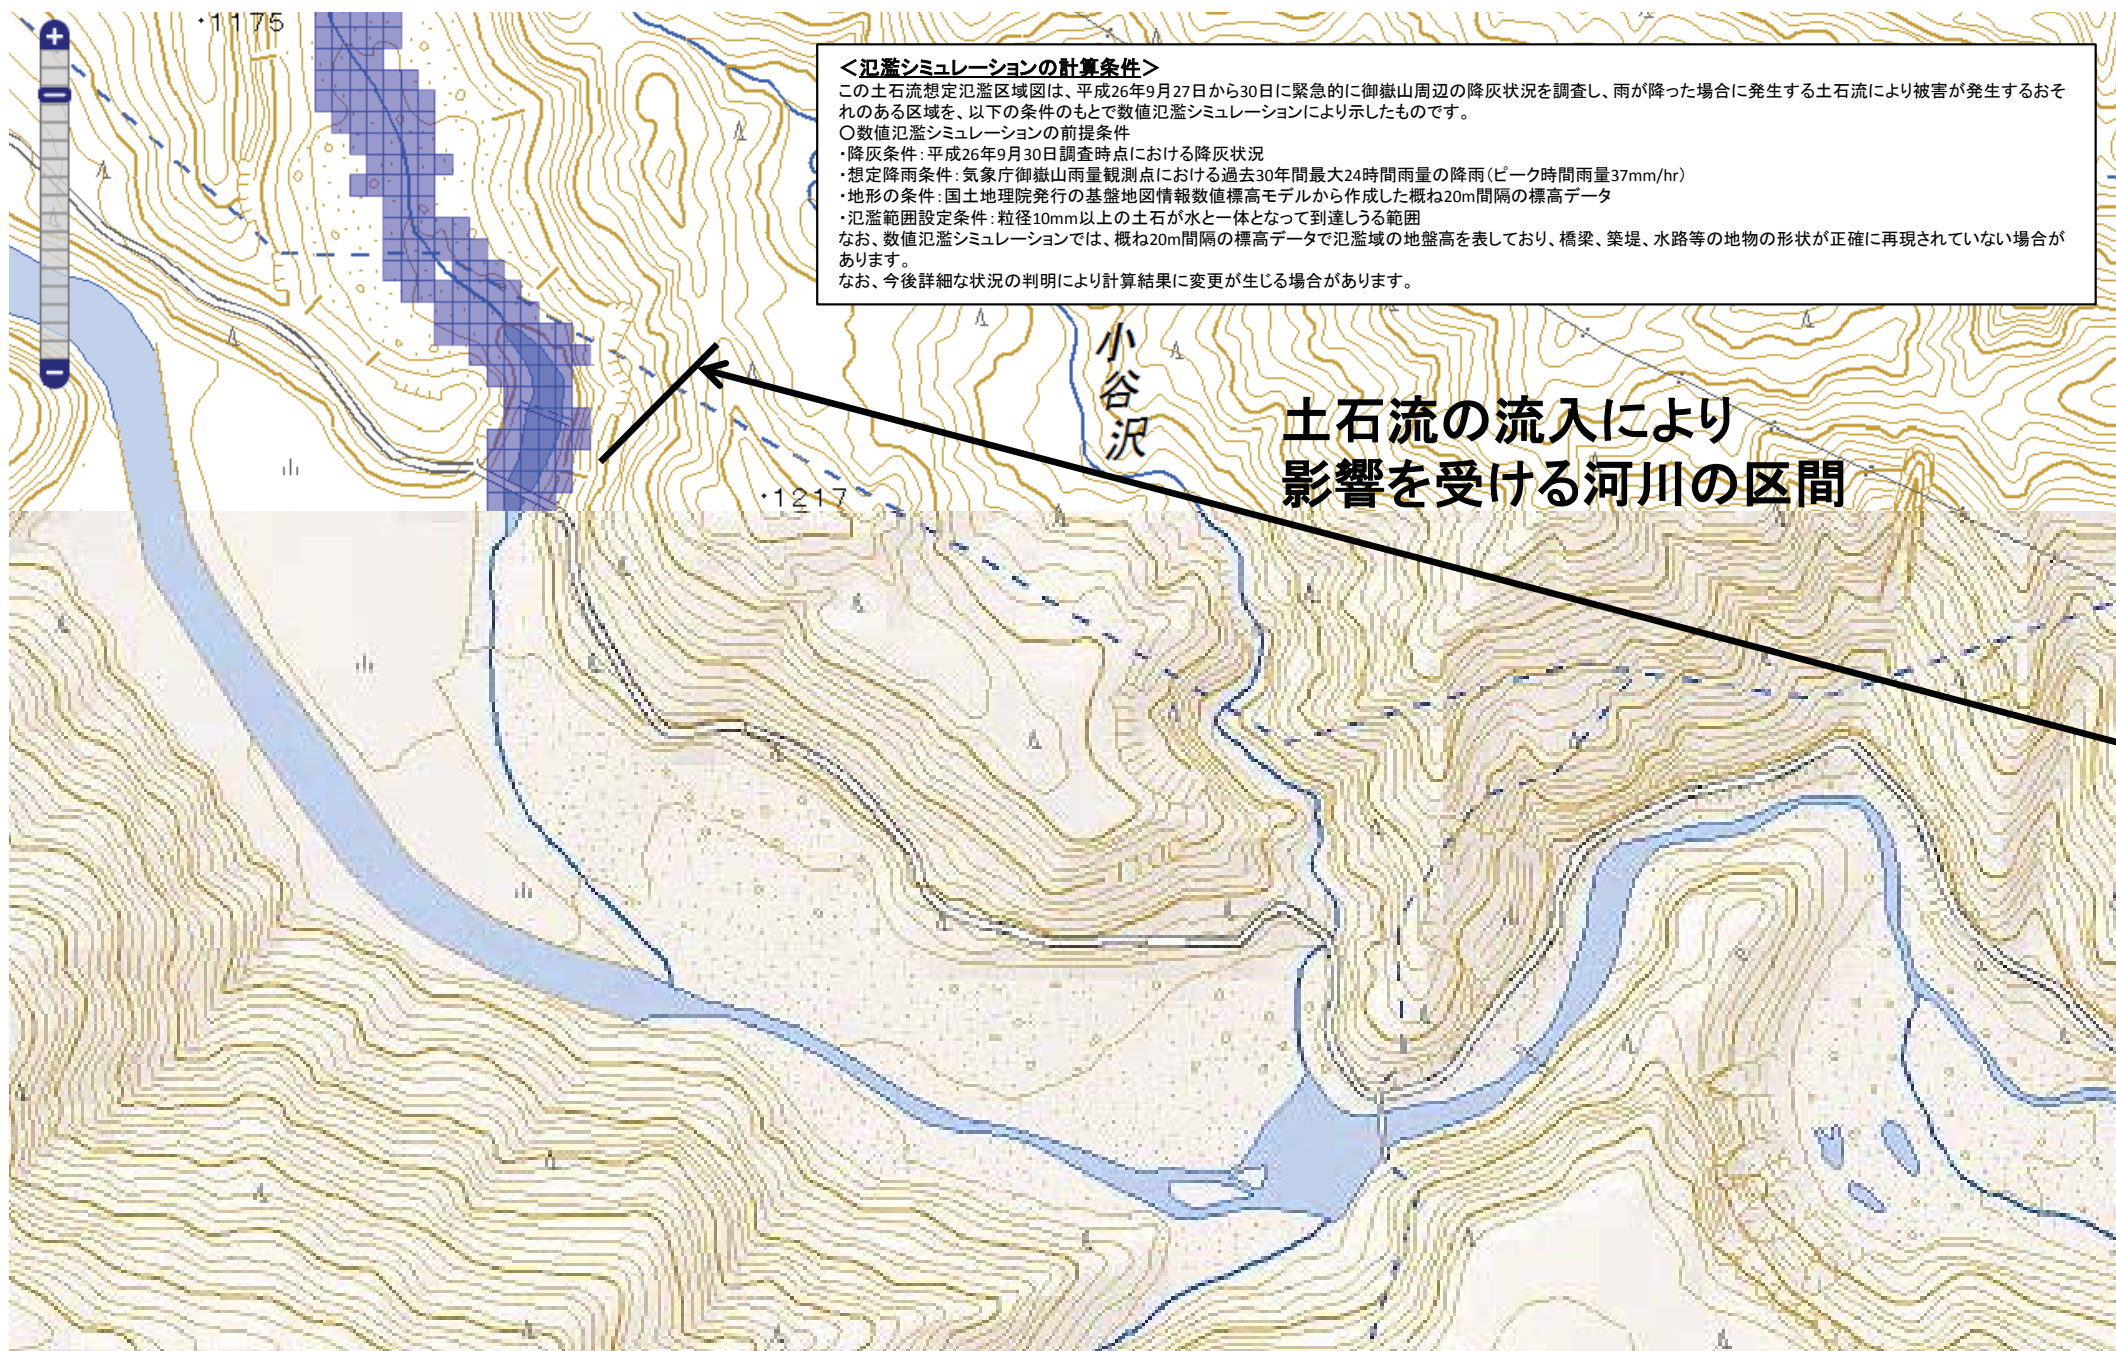 ・1175
＜氾濫シミュレーションの計算条件＞
この土石流想定氾濫区域図は、平成26年9月27日から30日に緊急的に御嶽山周辺の降灰状況を調査し、雨が降った場合に発生する土石流により被害が発生するおそ
れのある区域を、以下の条件のもとで数値氾濫シミュレーションにより示したものです。
〇数値氾濫シミュレーションの前提条件
・降灰条件：平成26年9月30日調査時点における降灰状況
・想定降雨条件：気象庁御嶽山雨量観測点における過去30年間最大24時間雨量の降雨（ピーク時間雨量37mm/hr）
・地形の条件：国土地理院発行の基盤地図情報数値標高モデルから作成した概ね20m間隔の標高データ
・氾濫範囲設定条件：粒径10mm以上の土石が水と一体となって到達しうる範囲
なお、数値氾濫シミュレーションでは、概ね20m間隔の標高データで氾濫域の地盤高を表しており、橋梁、築堤、水路等の地物の形状が正確に再現されていない場合が
あります。
なお、今後詳細な状況の判明により計算結果に変更が生じる場合があります。
小谷沢
土石流の流入により
影響を受ける河川の区間
・1217